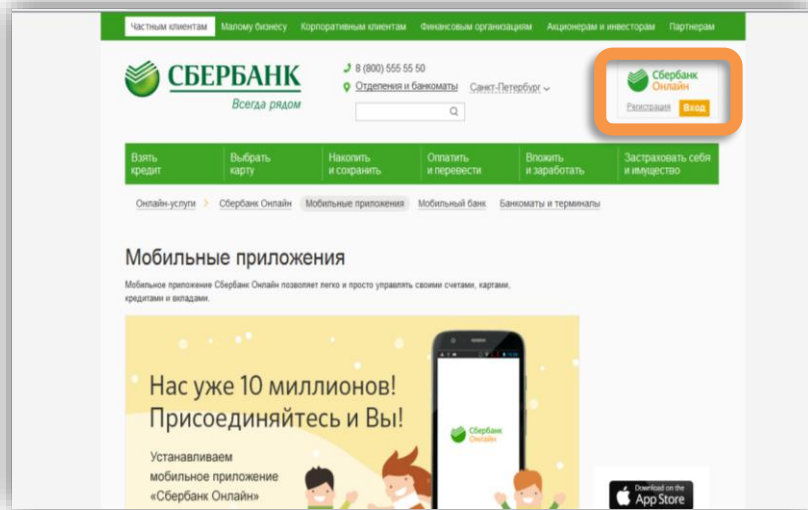 Частным клиентам Малому бизнесу Корпоративным клиентам Финансовым организациям Акционерам и инвесторам Партнерам
СБЕРБАНК
Всегда рядом
8 (800) 555 55 50
Отделения и банкоматы Санкт-Петербург
Сбербанк
Онлайн
Регистрация Вход
Взять
кредит
Выбрать
карту
Накопить
и сохранить
Оплатить
и перевести
Вложить
и заработать
Застраховать себя
и имущество
Онлайн-услуги Сбербанк Онлайн Мобильные приложения Мобильный банк Банкоматы и терминалы
Мобильные приложения
Мобильное приложение Сбербанк Онлайн позволяет легко и просто управлять своими счетами, картами,
кредитами и вкладами.
Нас уже 10 миллионов!
Присоединяйтесь и Вы!
Устанавливаем
мобильное приложение
«Сбербанк Онлайн»
Сбербанк
Онлайн
Download on the
App Store